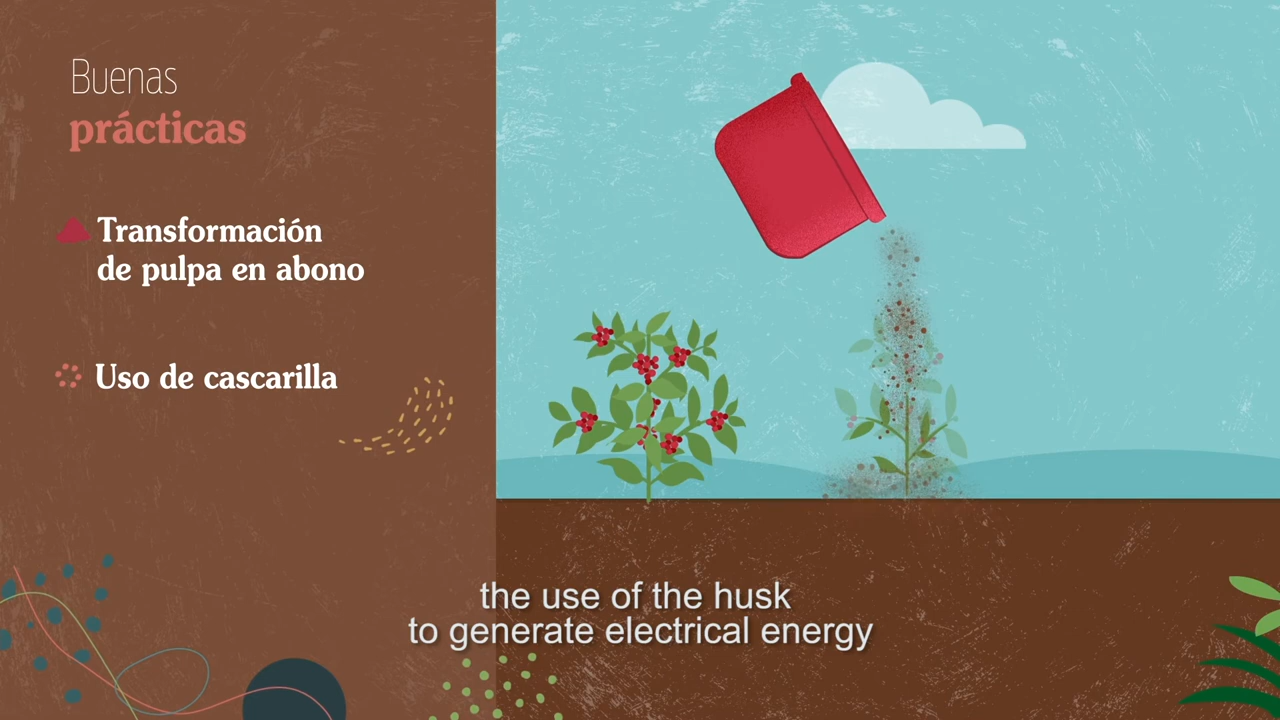 Buenas
prácticas
Transformación
de pulpa en abono
Uso de cascarilla
the use of the husk
to generate electrical energy